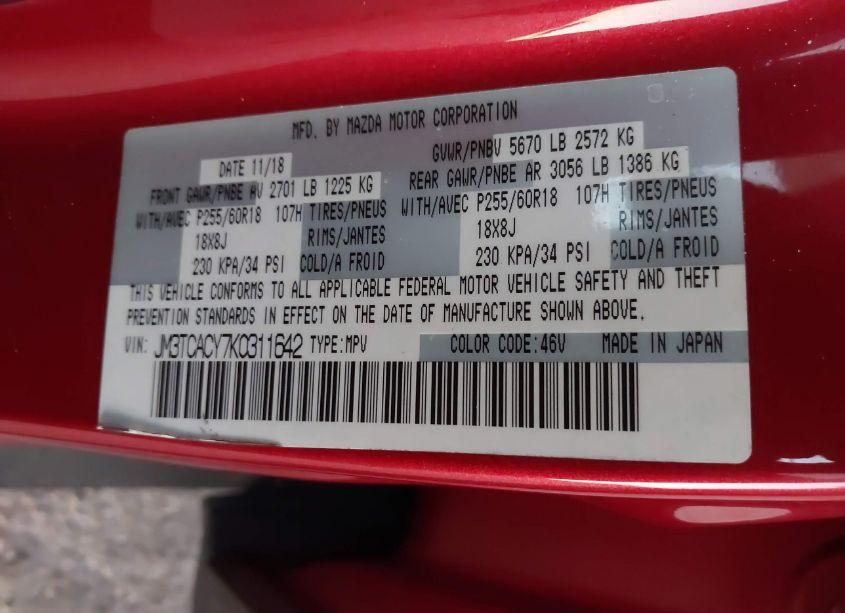 MFD. BY MAZDA MOTOR CORPORATION
DATE 11/18 GVWR/PNBV 5670 LB 2572 KG
FRONT GAWR/PNBE AV 2701 LB 1225 KG REAR GAWR/PNBE AR 3056 LB 1386 KG
WITH/AVEC P255/60R18 107H TIRES/PNEUS WITH/AVEC P255/60R18 107H TIRES/PNEUS
18X8J RIMS/JANTES 18X8J RIMS/JANTES
230 KPA/34 PSI COLD/A FROID 230 KPA/34 PSI COLD/A FROID
THIS VEHICLE CONFORMS TO ALL APPLICABLE FEDERAL MOTOR VEHICLE SAFETY AND THEFT
PREVENTION STANDARDS IN EFFECT ON THE DATE OF MANUFACTURE SHOWN ABOVE.
VIN: JM3TCACY7K0311642 TYPE:MPV COLOR CODE:46V MADE IN JAPAN